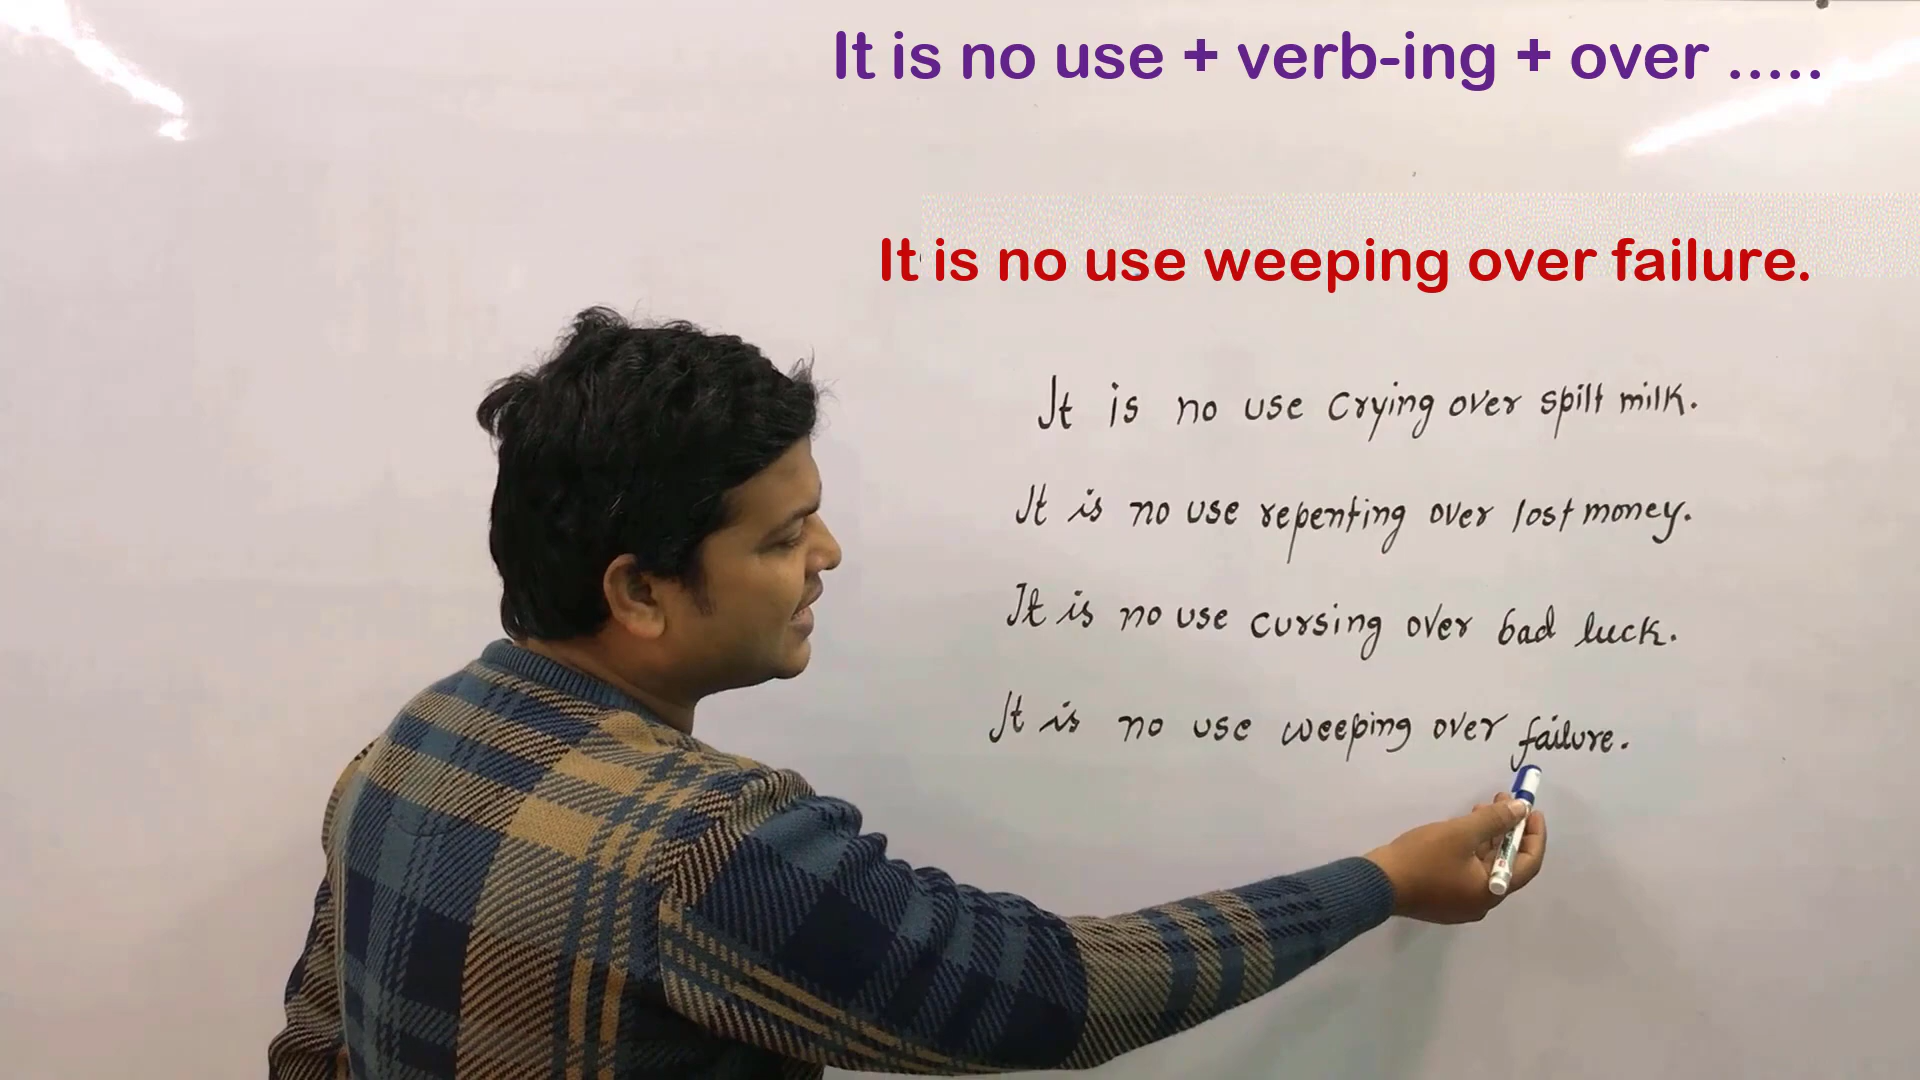 It is no use + verb-ing + over .....
It is no use weeping over failure.
It is no use crying over spilt milk.
It is no use repenting over lost money.
It is no use cursing over bad luck.
It is no use weeping over failure.